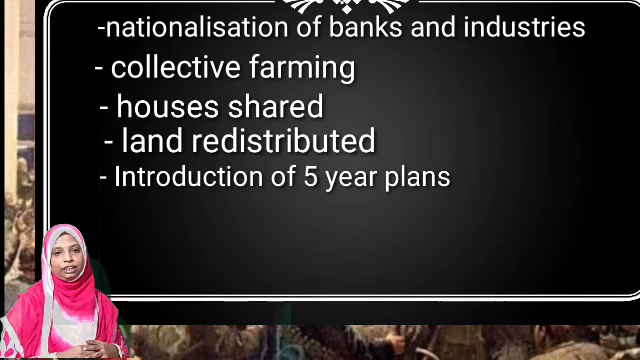 -nationalisation of banks and industries
- collective farming
- houses shared
- land redistributed
- Introduction of 5 year plans